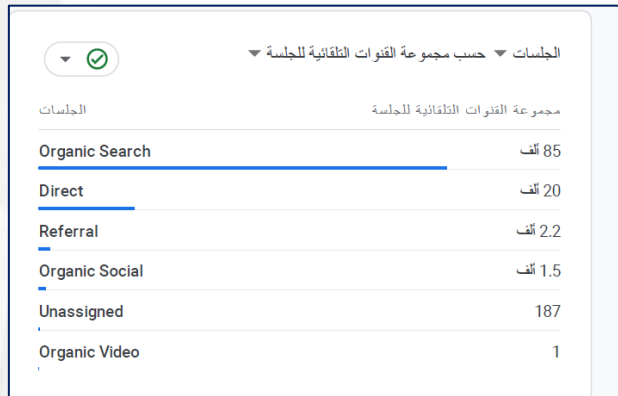 الجلسات حسب مجموعة القنوات التلقائية للجلسة
مجموعة القنوات التلقائية للجلسة الجلسات
Organic Search 85 ألف
Direct 20 ألف
Referral 2.2 ألف
Organic Social 1.5 ألف
Unassigned 187
Organic Video 1